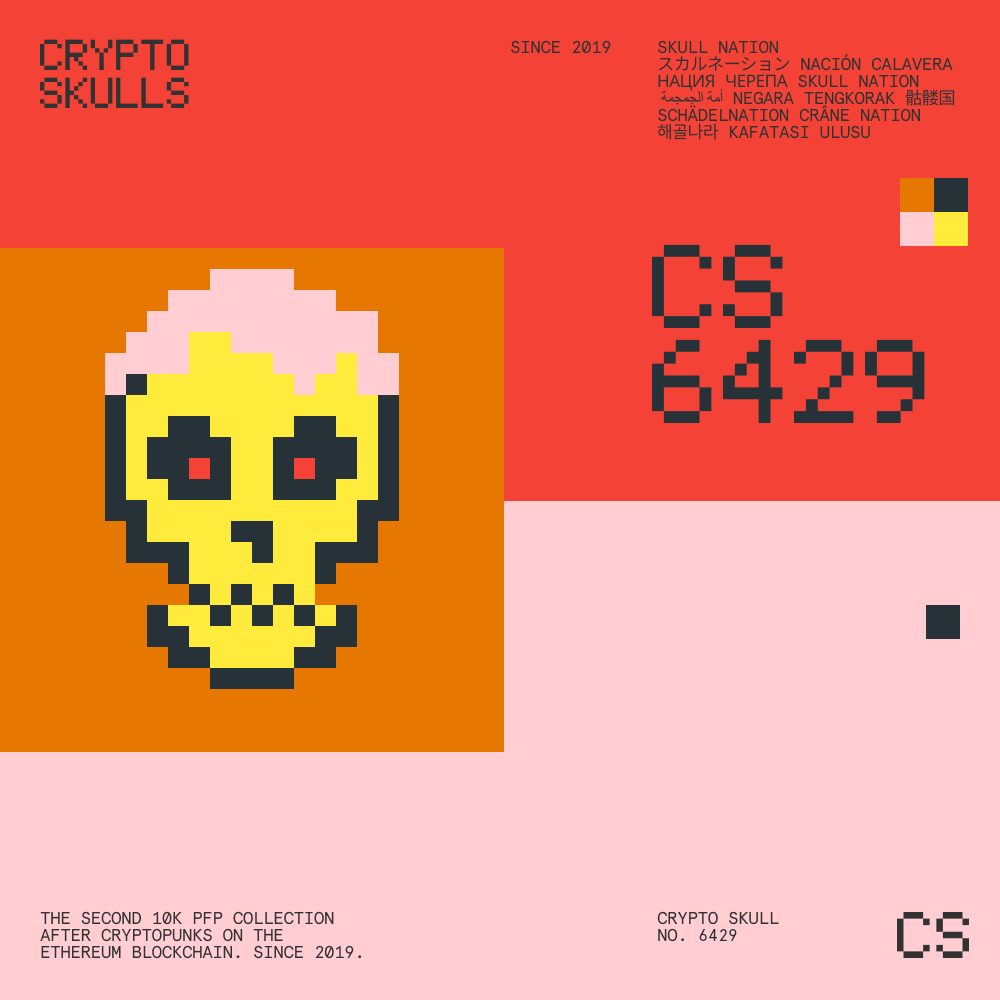 CRYPTO
SKULLS
SINCE 2019
SKULL NATION
スカルネーション NACIÓN CALAVERA
НАЦИЯ ЧЕРЕПА SKULL NATION
أمة الجمجمة NEGARA TENGKORAK 骷髅国
SCHÄDELNATION CRÂNE NATION
해골나라 KAFATASI ULUSU
CS
6429
THE SECOND 10K PFP COLLECTION
AFTER CRYPTOPUNKS ON THE
ETHEREUM BLOCKCHAIN. SINCE 2019.
CRYPTO SKULL
NO. 6429
CS